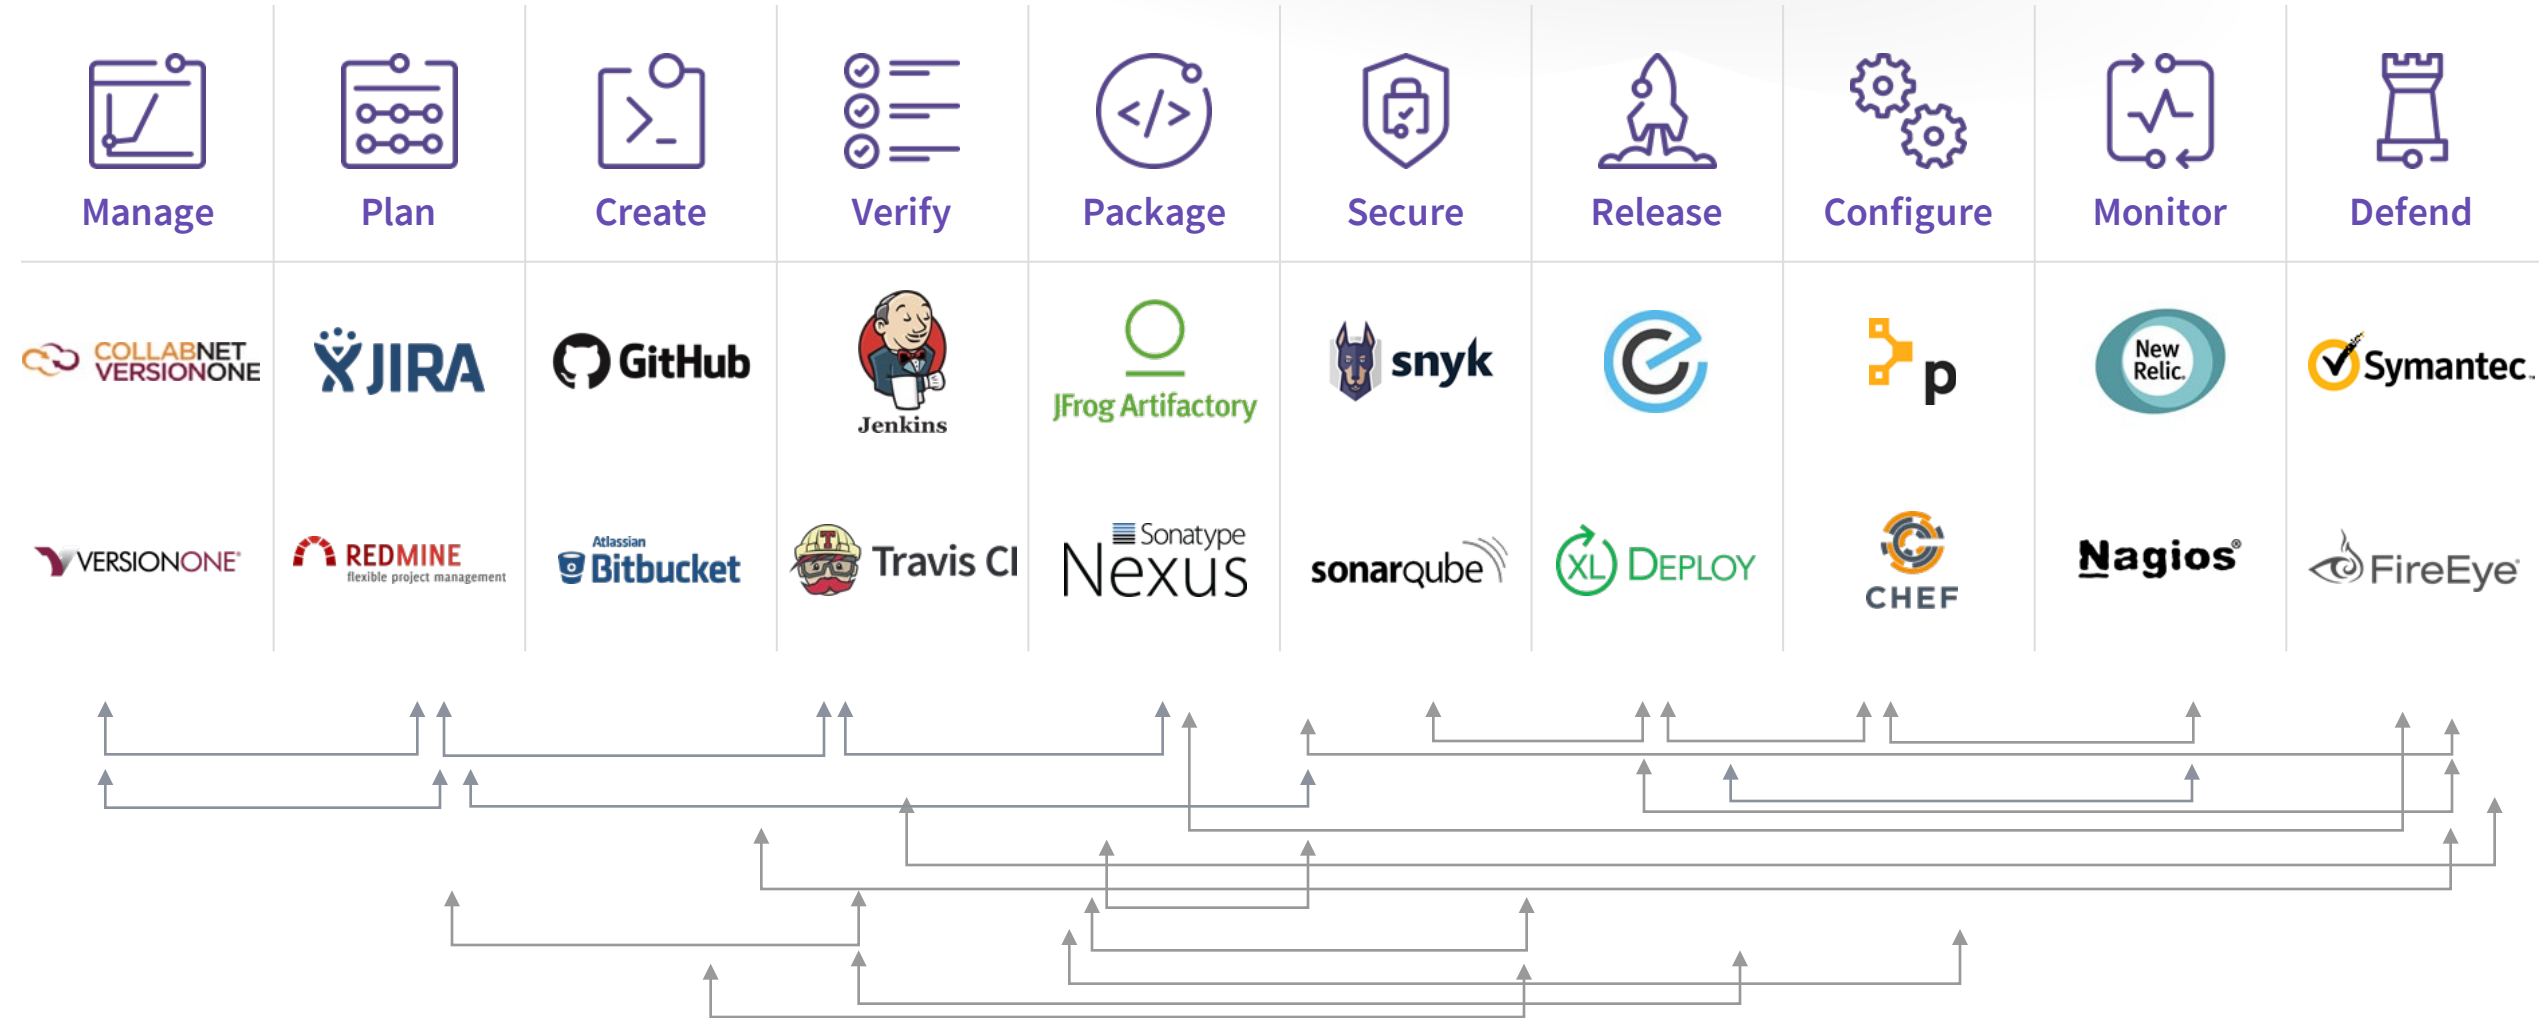 Manage
Plan
Create
Verify
Package
Secure
Release
Configure
Monitor
Defend
COLLABNET
VERSIONONE
JIRA
GitHub
Jenkins
JFrog Artifactory
snyk
p
New
Relic.
Symantec.
VERSIONONE®
REDMINE
flexible project management
Atlassian
Bitbucket
T
Travis CI
Sonatype
Nexus
sonarqube
XL DEPLOY
CHEF
Nagios®
FireEye